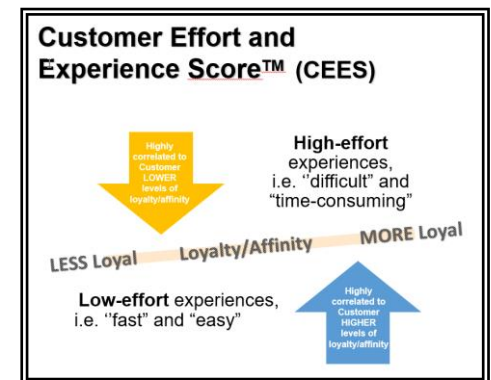 Customer Effort and
Experience Score™ (CEES)
Highly
correlated to
Customer
LOWER
levels of
loyalty/affinity
High-effort
experiences,
i.e. ‘’difficult” and
“time-consuming”
LESS Loyal Loyalty/Affinity MORE Loyal
Low-effort experiences,
i.e. ‘’fast” and “easy”
Highly
correlated to
Customer
HIGHER
levels of
loyalty/affinity